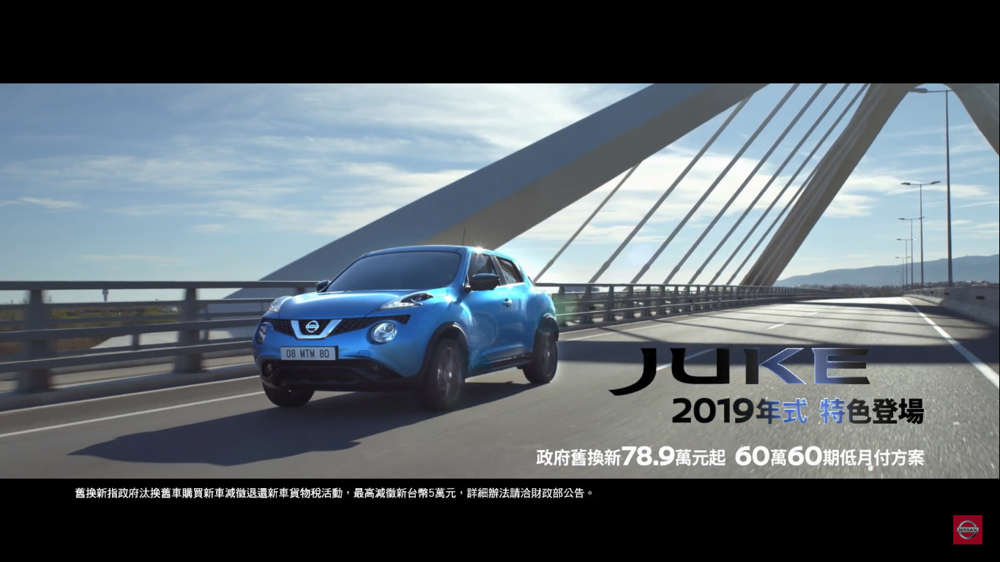 NISSAN
08 MTM 80
JUKE
2019年式 特色登場
政府舊換新78.9萬元起 60萬60期低月付方案
舊換新指政府汰換舊車購買新車減徵退還新車貨物稅活動，最高減徵新台幣5萬元，詳細辦法請洽財政部公告。
NISSAN